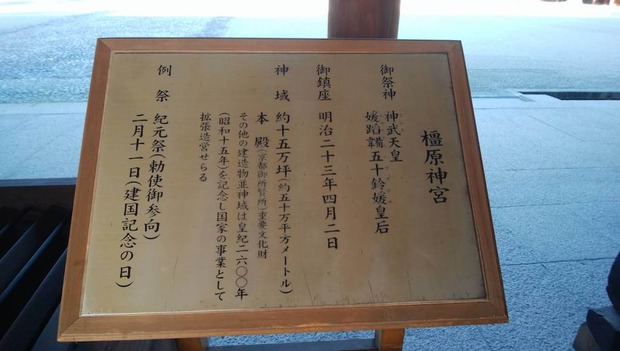 橿原神宮
御祭神 神武天皇
媛蹈韛五十鈴媛皇后
御鎮座 明治二十三年四月二日
神域 約十五万坪(約五十万平方メートル)
本殿(京都御所賢所)重要文化財
その他の建造物並神域は皇紀二六〇〇年
(昭和十五年)を記念し国家の事業として
拡張造営せらる
例祭 紀元祭(勅使御参向)
二月十一日(建国記念の日)